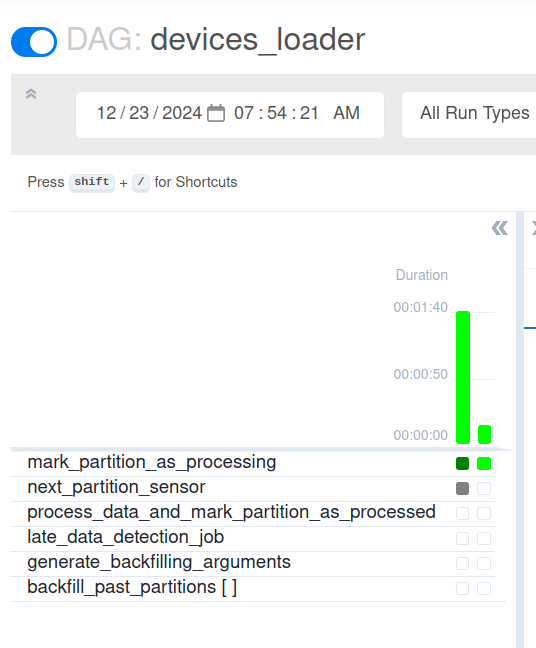 DAG: devices_loader
12 / 23 / 2024 07 : 54 : 21 AM All Run Types
Press shift + / for Shortcuts
Duration
00:01:40
00:00:50
00:00:00
mark_partition_as_processing
next_partition_sensor
process_data_and_mark_partition_as_processed
late_data_detection_job
generate_backfilling_arguments
backfill_past_partitions [ ]